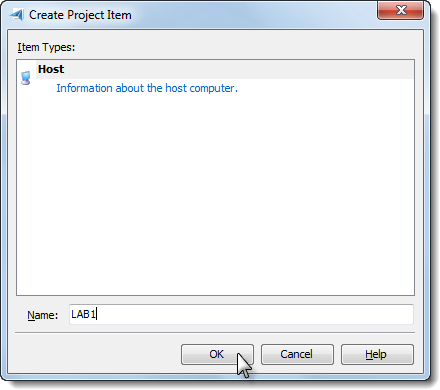 Create Project Item
Item Types:
Host
Information about the host computer.
Name: LAB1
OK Cancel Help